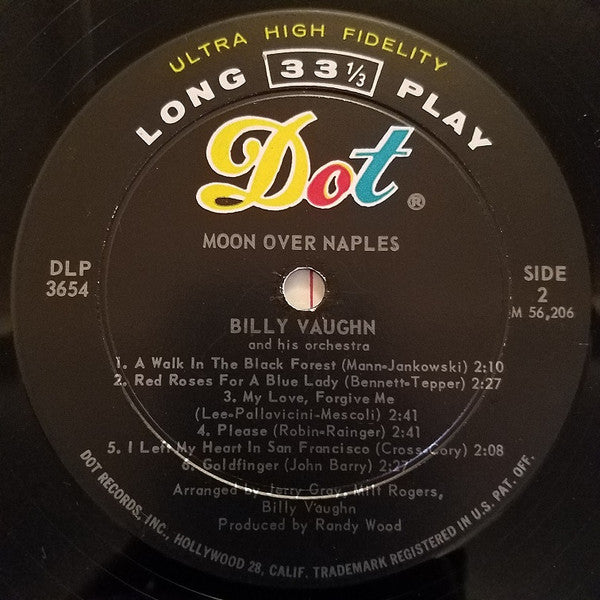 ULTRA HIGH FIDELITY
LONG 33 1/3 PLAY
Dot ®
MOON OVER NAPLES
DLP
3654
SIDE
2
M 56,206
BILLY VAUGHN
and his orchestra
1. A Walk In The Black Forest (Mann-Jankowski) 2:10
2. Red Roses For A Blue Lady (Bennett-Tepper) 2:27
3. My Love, Forgive Me
(Lee-Pallavicini-Mescoli) 2:41
4. Please (Robin-Rainger) 2:41
5. I Left My Heart In San Francisco (Cross-Cory) 2:08
6. Goldfinger (John Barry) 2:27
Arranged by Jerry Gray, Milt Rogers,
Billy Vaughn
Produced by Randy Wood
DOT RECORDS, INC., HOLLYWOOD 28, CALIF. TRADEMARK REGISTERED IN U.S. PAT. OFF.